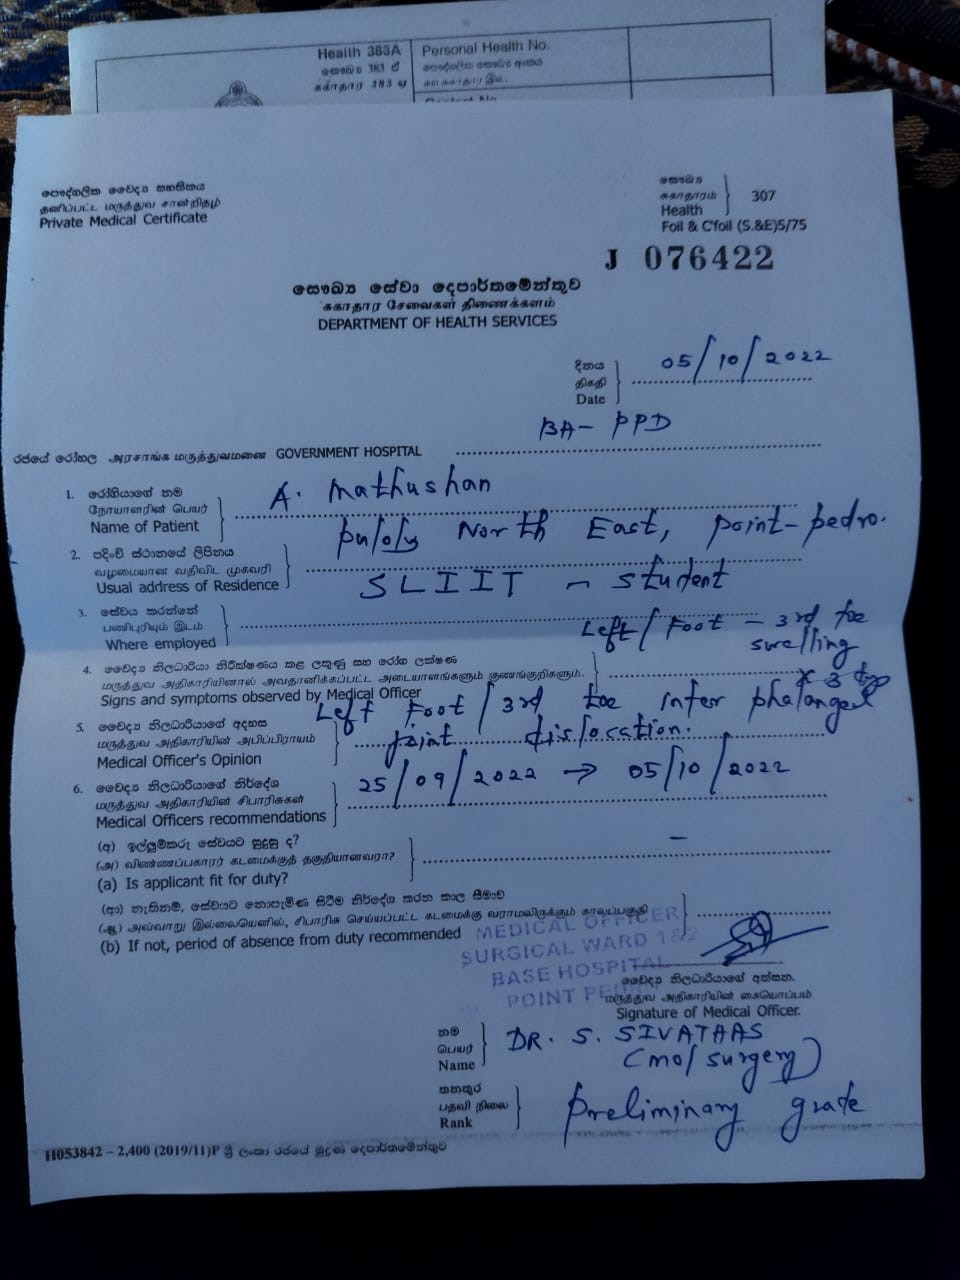 Health 383A
සෞඛ්‍ය 383 ඒ
சுகாதார 383 ஏ
Personal Health No.
පෞද්ගලික සෞඛ්‍ය අංකය
சுய சுகாதார இல.
පෞද්ගලික වෛද්‍ය සහතිකය
தனிப்பட்ட மருத்துவ சான்றிதழ்
Private Medical Certificate
සෞඛ්‍ය
சுகாதாரம்
Health
307
Foil & C'foil (S.&E)5/75
J 076422
සෞඛ්‍ය සේවා දෙපාර්තමේන්තුව
சுகாதார சேவைகள் திணைக்களம்
DEPARTMENT OF HEALTH SERVICES
දිනය
திகதி
Date
05/10/2022
රජයේ රෝහල அரசாங்க மருத்துவமனை GOVERNMENT HOSPITAL BH - PPD
1. රෝගියාගේ නම
நோயாளரின் பெயர்
Name of Patient
A. Mathushan
2. පදිංචි ස්ථානයේ ලිපිනය
வழமையான வதிவிட முகவரி
Usual address of Residence
Puloly North East, point-pedro.
3. සේවය කරන්නේ
பணிபுரியும் இடம்
Where employed
SLIIT - student
4. වෛද්‍ය නිලධාරියා නිරීක්ෂණය කළ ලකුණු සහ රෝග ලක්ෂණ
மருத்துவ அதிகாரியினால் அவதானிக்கப்பட்ட அடையாளங்களும் குணங்குறிகளும்.
Signs and symptoms observed by Medical Officer
Left / Foot - 3rd toe
swelling
5. වෛද්‍ය නිලධාරියාගේ අදහස
மருத்துவ அதிகாரியின் அபிப்பிராயம்
Medical Officer's Opinion
Left Foot / 3rd toe inter phalangeal
joint dislocation.
6. වෛද්‍ය නිලධාරියාගේ නිර්දේශ
மருத்துவ அதிகாரியின் சிபாரிசுகள்
Medical Officers recommendations
25/09/2022 → 05/10/2022
(අ) ඉල්ලුම්කරු සේවයට සුදුසු ද?
(அ) விண்ணப்பகாரர் கடமைக்குத் தகுதியானவரா?
(a) Is applicant fit for duty?
-
(ආ) නැතිනම්, සේවයට නොපැමිණ සිටීම නිර්දේශ කරන කාල සීමාව
(ஆ) அவ்வாறு இல்லையெனில், சிபாரிசு செய்யப்பட்ட கடமைக்கு வராமலிருக்கும் காலப்பகுதி
(b) If not, period of absence from duty recommended
MEDICAL OFFICER
SURGICAL WARD 1&2
BASE HOSPITAL
POINT PEDRO
වෛද්‍ය නිලධාරියාගේ අත්සන.
மருத்துவ அதிகாரியின் கையொப்பம்
Signature of Medical Officer.
නම
பெயர்
Name
DR. S. SIVATHAS
(mo/surgery)
තනතුර
பதவி நிலை
Rank
preliminary grade
H053842 – 2,400 (2019/11)P ශ්‍රී ලංකා රජයේ මුද්‍රණ දෙපාර්තමේන්තුව